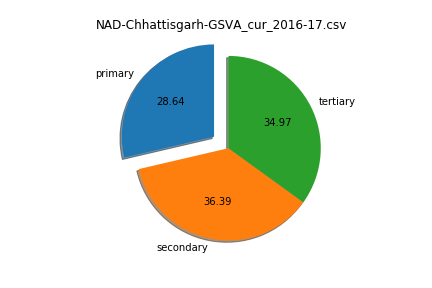 NAD-Chhattisgarh-GSVA_cur_2016-17.csv
primary
28.64
tertiary
34.97
36.39
secondary